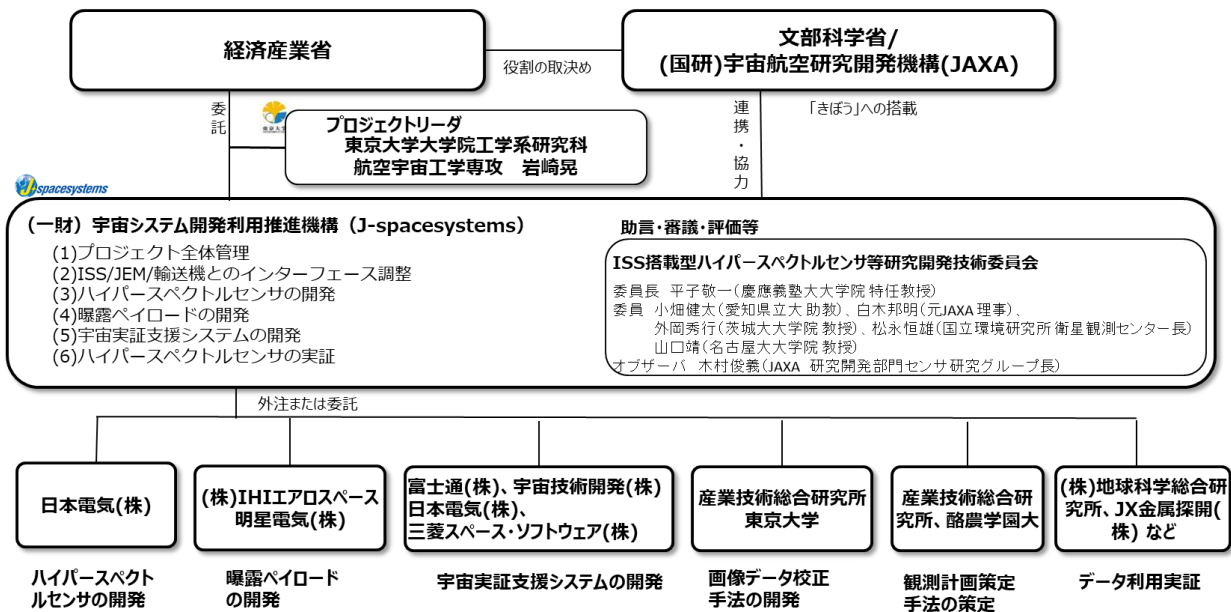 経済産業省
文部科学省/
(国研)宇宙航空研究開発機構(JAXA)
役割の取決め
委託
連携・協力
「きぼう」への搭載
東京大学
プロジェクトリーダ
東京大学大学院工学系研究科
航空宇宙工学専攻 岩崎晃
J-spacesystems
(一財)宇宙システム開発利用推進機構(J-spacesystems)
(1)プロジェクト全体管理
(2)ISS/JEM/輸送機とのインターフェース調整
(3)ハイパースペクトルセンサの開発
(4)曝露ペイロードの開発
(5)宇宙実証支援システムの開発
(6)ハイパースペクトルセンサの実証
助言・審議・評価等
ISS搭載型ハイパースペクトルセンサ等研究開発技術委員会
委員長 平子敬一(慶應義塾大大学院 特任教授)
委員 小畑健太(愛知県立大 助教)、白木邦明(元JAXA 理事)、
外岡秀行(茨城大大学院 教授)、松永恒雄(国立環境研究所 衛星観測センター長)
山口靖(名古屋大大学院 教授)
オブザーバ 木村俊義(JAXA 研究開発部門センサ研究グループ長)
外注または委託
日本電気(株)
(株)IHIエアロスペース
明星電気(株)
富士通(株)、宇宙技術開発(株)
日本電気(株)、
三菱スペース・ソフトウェア(株)
産業技術総合研究所
東京大学
産業技術総合研
究所、酪農学園大
(株)地球科学総合研
究所、JX金属探開(
株) など
ハイパースペクト
ルセンサの開発
曝露ペイロード
の開発
宇宙実証支援システムの開発
画像データ校正
手法の開発
観測計画策定
手法の策定
データ利用実証